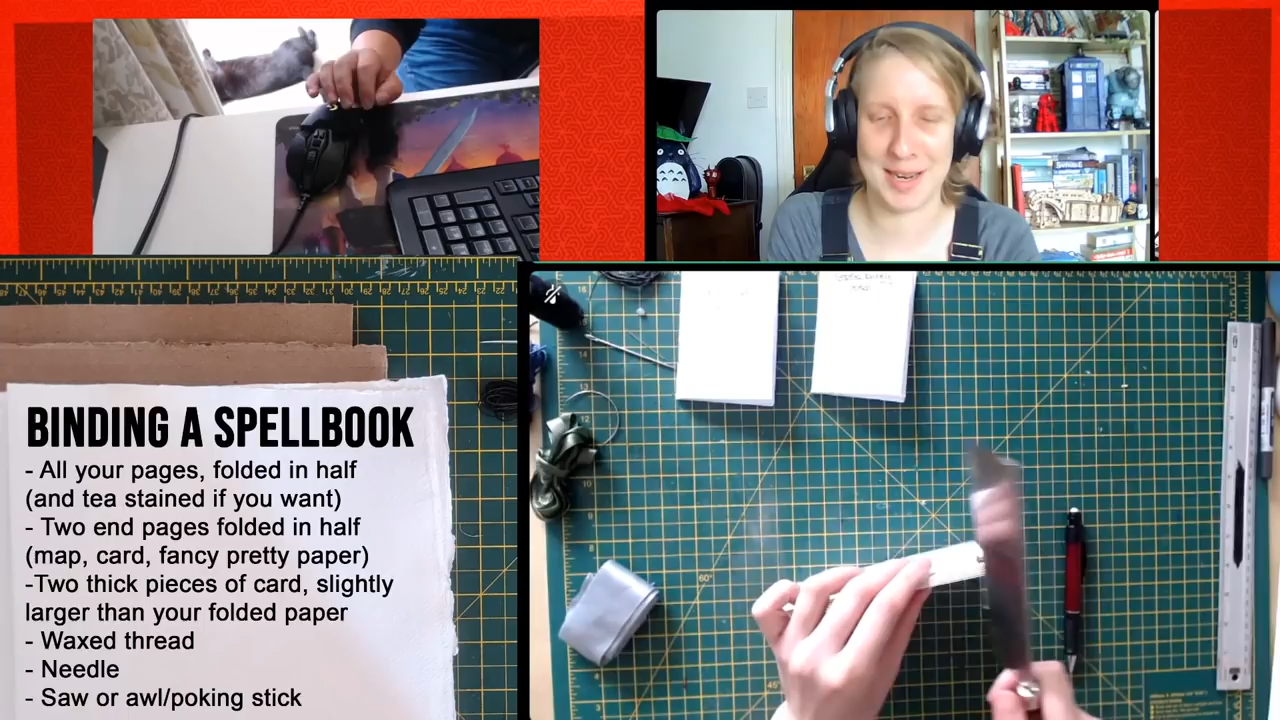 BINDING A SPELLBOOK
- All your pages, folded in half
(and tea stained if you want)
- Two end pages folded in half
(map, card, fancy pretty paper)
-Two thick pieces of card, slightly
larger than your folded paper
- Waxed thread
- Needle
- Saw or awl/poking stick